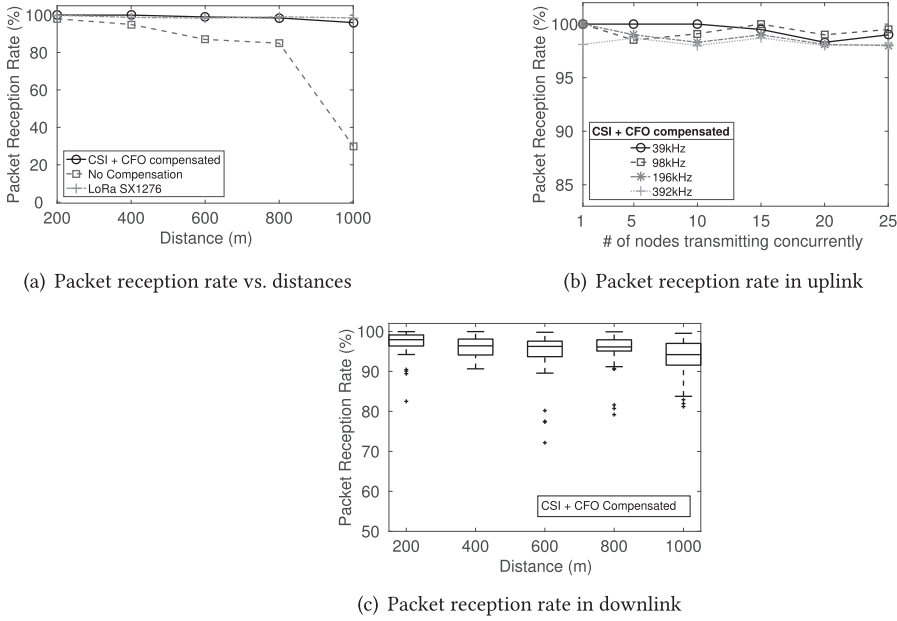 Packet Reception Rate (%)
100
80
60
40
20
0
CSI + CFO compensated
No Compensation
LoRa SX1276
200 400 600 800 1000
Distance (m)
(a) Packet reception rate vs. distances
Packet Reception Rate (%)
100
95
90
85
CSI + CFO compensated
39kHz
98kHz
196kHz
392kHz
1 5 10 15 20 25
# of nodes transmitting concurrently
(b) Packet reception rate in uplink
Packet Reception Rate (%)
100
90
80
70
60
50
CSI + CFO Compensated
200 400 600 800 1000
Distance (m)
(c) Packet reception rate in downlink